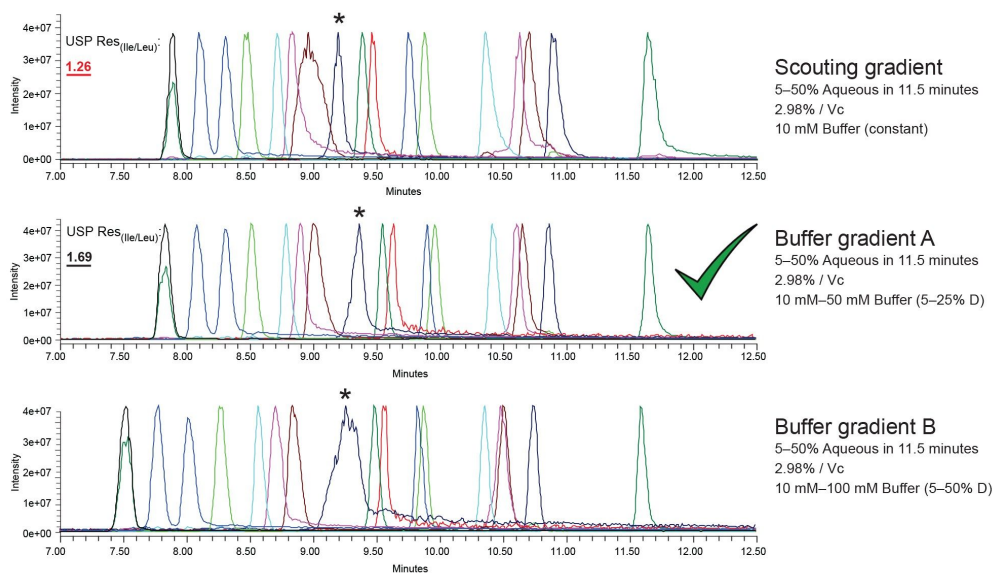 4e+07
3e+07
2e+07
1e+07
0e+00
Intensity
USP Res(Ile/Leu):
1.26
*
7.00 7.50 8.00 8.50 9.00 9.50 10.00 10.50 11.00 11.50 12.00 12.50
Minutes
Scouting gradient
5–50% Aqueous in 11.5 minutes
2.98% / Vc
10 mM Buffer (constant)
4e+07
3e+07
2e+07
1e+07
0e+00
Intensity
USP Res(Ile/Leu):
1.69
*
7.00 7.50 8.00 8.50 9.00 9.50 10.00 10.50 11.00 11.50 12.00 12.50
Minutes
Buffer gradient A
5–50% Aqueous in 11.5 minutes
2.98% / Vc
10 mM–50 mM Buffer (5–25% D)
4e+07
3e+07
2e+07
1e+07
0e+00
Intensity
*
7.00 7.50 8.00 8.50 9.00 9.50 10.00 10.50 11.00 11.50 12.00 12.50
Minutes
Buffer gradient B
5–50% Aqueous in 11.5 minutes
2.98% / Vc
10 mM–100 mM Buffer (5–50% D)